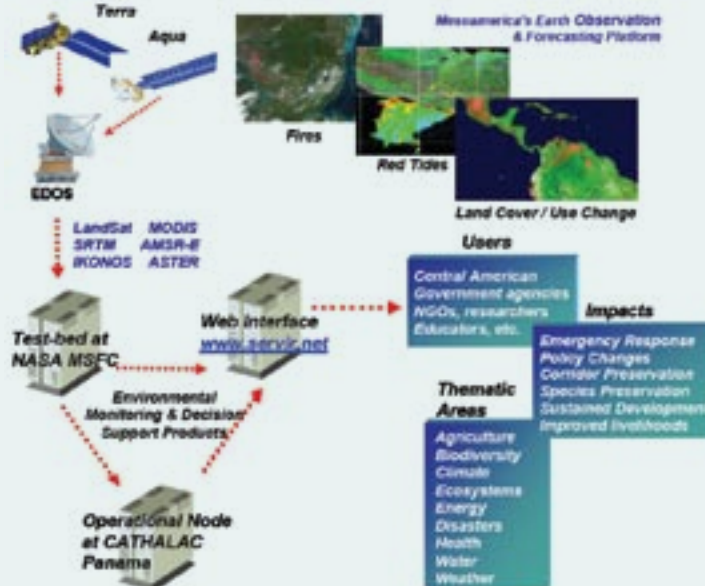 Terra
Aqua
Mesoamerica's Earth Observation
& Forecasting Platform
Fires
Red Tides
Land Cover / Use Change
EDOS
LandSat MODIS
SRTM AMSR-E
IKONOS ASTER
Users
Central American
Government agencies
NGOs, researchers
Educators, etc.
Test-bed at
NASA MSFC
Web Interface
www.servir.net
Impacts
Emergency Response
Policy Changes
Corridor Preservation
Species Preservation
Sustained Development
Improved livelihoods
Environmental
Monitoring & Decision
Support Products
Thematic
Areas
Agriculture
Biodiversity
Climate
Ecosystems
Energy
Disasters
Health
Water
Weather
Operational Node
at CATHALAC
Panama